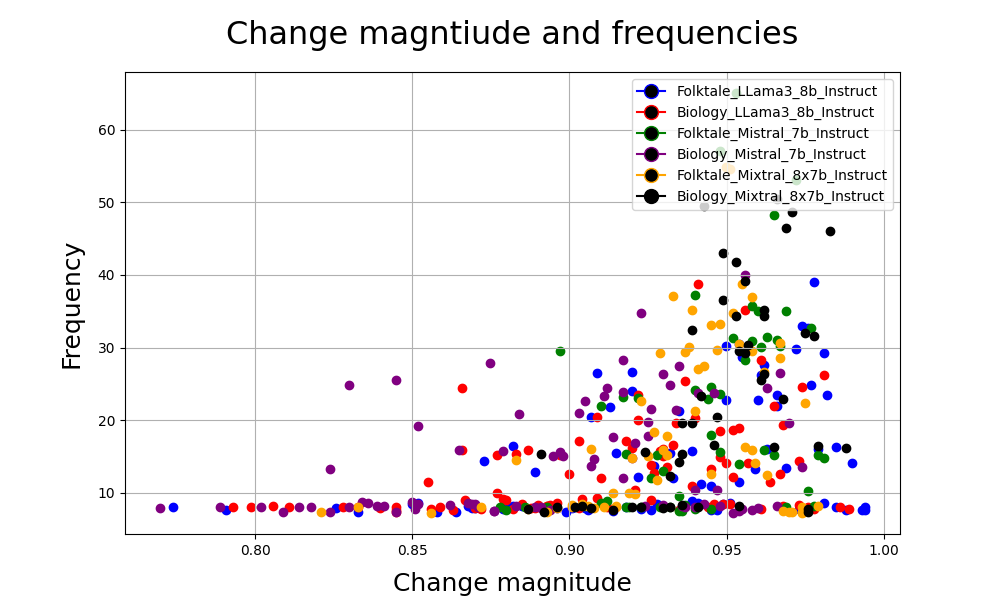 Change magntiude and frequencies
Folktale_LLama3_8b_Instruct
Biology_LLama3_8b_Instruct
Folktale_Mistral_7b_Instruct
Biology_Mistral_7b_Instruct
Folktale_Mixtral_8x7b_Instruct
Biology_Mixtral_8x7b_Instruct
Frequency
60
50
40
30
20
10
0.80 0.85 0.90 0.95 1.00
Change magnitude